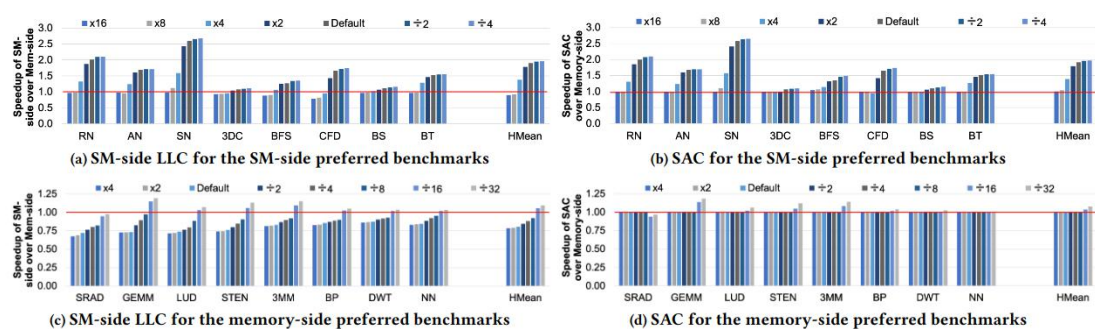 x16 x8 x4 x2 Default ÷2 ÷4
Speedup of SM-
side over Mem-side
3.0
2.5
2.0
1.5
1.0
0.5
0.0
RN AN SN 3DC BFS CFD BS BT HMean
(a) SM-side LLC for the SM-side preferred benchmarks
x16 x8 x4 x2 Default ÷2 ÷4
Speedup of SAC
over Memory-side
3.0
2.5
2.0
1.5
1.0
0.5
0.0
RN AN SN 3DC BFS CFD BS BT HMean
(b) SAC for the SM-side preferred benchmarks
x4 x2 Default ÷2 ÷4 ÷8 ÷16 ÷32
Speedup of SM-
side over Mem-side
1.25
1.00
0.75
0.50
0.25
0.00
SRAD GEMM LUD STEN 3MM BP DWT NN HMean
(c) SM-side LLC for the memory-side preferred benchmarks
x4 x2 Default ÷2 ÷4 ÷8 ÷16 ÷32
Speedup of SAC
over Memory-side
1.25
1.00
0.75
0.50
0.25
0.00
SRAD GEMM LUD STEN 3MM BP DWT NN HMean
(d) SAC for the memory-side preferred benchmarks